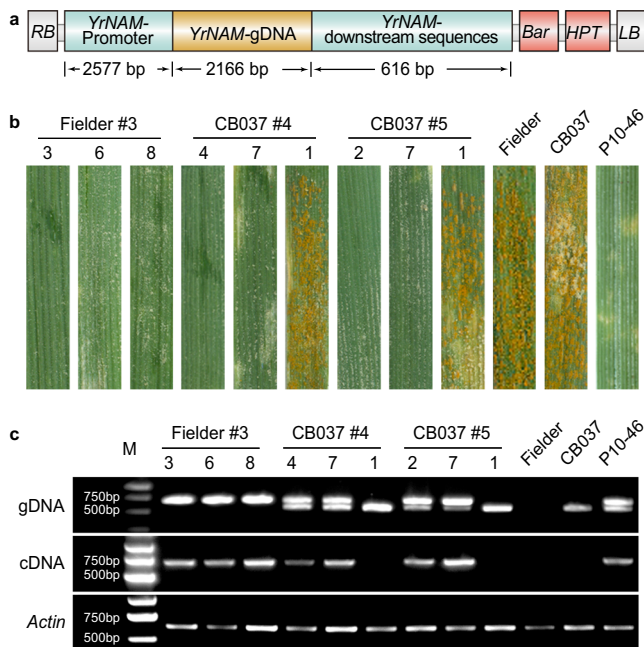 a
RB YrNAM-Promoter YrNAM-gDNA YrNAM-downstream sequences Bar HPT LB
2577 bp 2166 bp 616 bp
b
Fielder #3 CB037 #4 CB037 #5 Fielder CB037 P10-46
3 6 8 4 7 1 2 7 1
c
M Fielder #3 CB037 #4 CB037 #5 Fielder CB037 P10-46
3 6 8 4 7 1 2 7 1
gDNA
750bp
500bp
cDNA
750bp
500bp
Actin
750bp
500bp